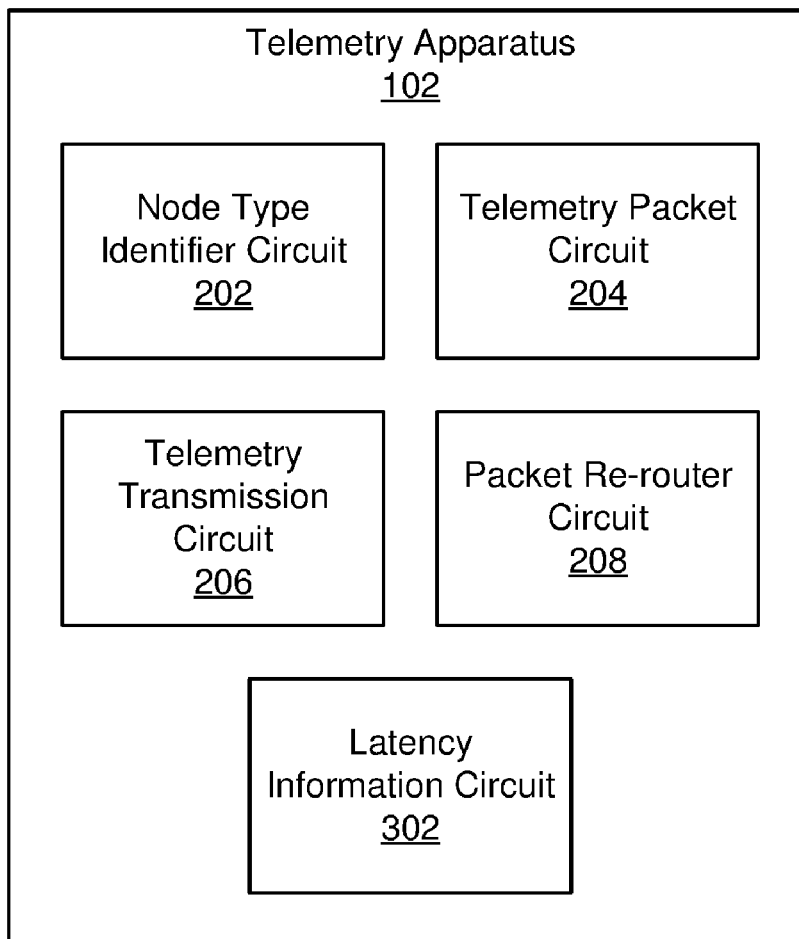 Telemetry Apparatus
102
Node Type
Identifier Circuit
202
Telemetry Packet
Circuit
204
Telemetry
Transmission
Circuit
206
Packet Re-router
Circuit
208
Latency
Information Circuit
302